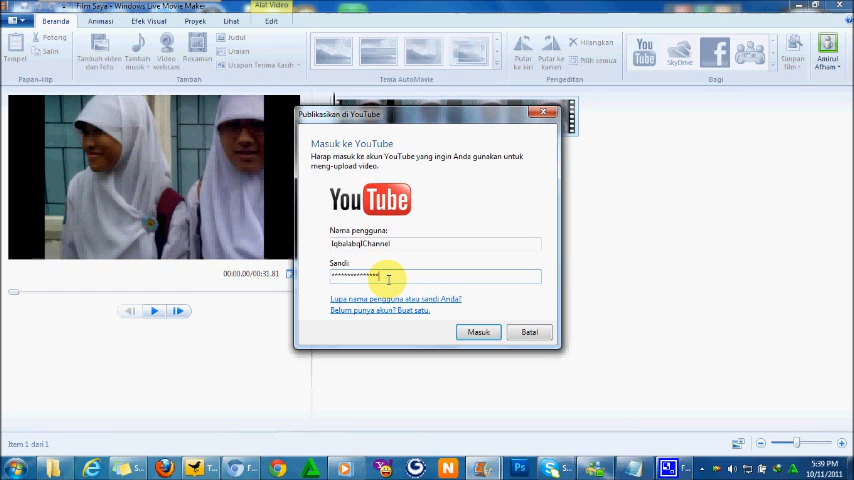 Film Saya - Windows Live Movie Maker
Alat Video
Beranda
Animasi
Efek Visual
Proyek
Lihat
Edit
Tempel
Potong
Salin
Papan-klip
Tambah video dan foto
Tambah musik
Video webcam
Rekaman
Judul
Uraian
Ucapan Terima Kasih
Tambah
Tema AutoMovie
Putar ke kiri
Putar ke kanan
Hilangkan
Pilih semua
Pengeditan
You Tube
SkyDrive
Facebook
Bagi
Simpan film
Amirul Afham
Publikasikan di YouTube
Masuk ke YouTube
Harap masuk ke akun YouTube yang ingin Anda gunakan untuk
meng-upload video.
YouTube
Nama pengguna:
IqbalabqIChannel
Sandi:
Lupa nama pengguna atau sandi Anda?
Belum punya akun? Buat satu.
Masuk
Batal
00:00.00/00:31.81
Item 1 dari 1
T...
F...
Ps
S...
F...
5:39 PM
10/11/2011